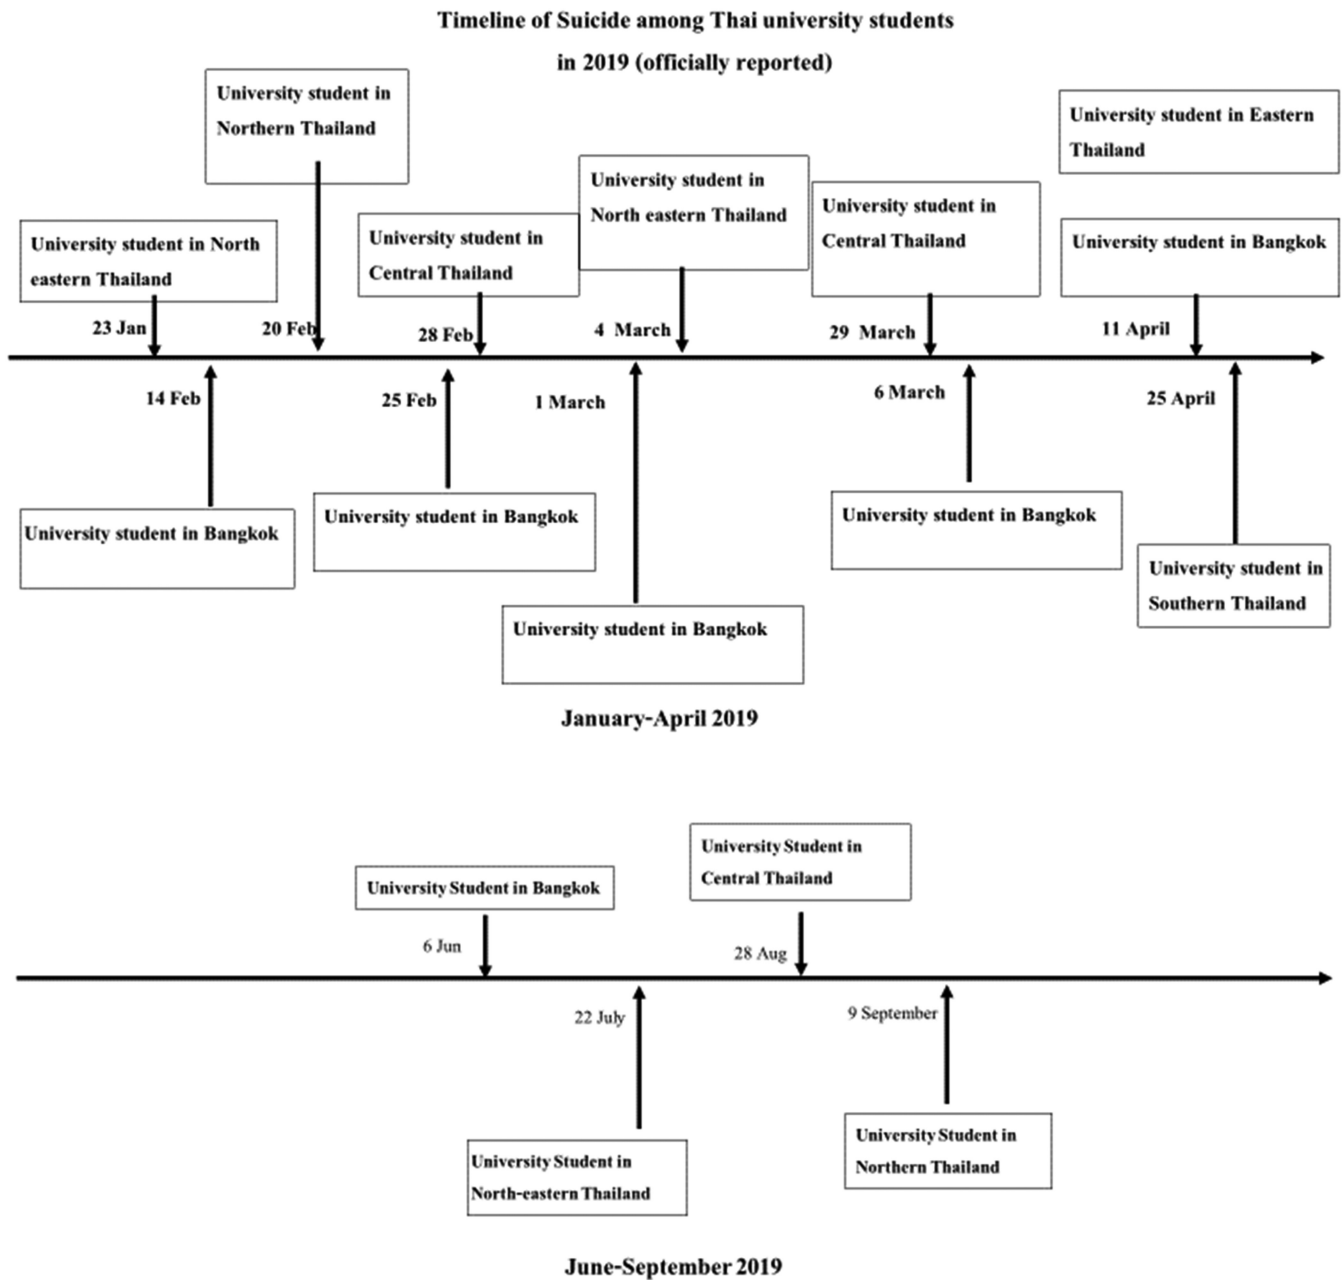 Timeline of Suicide among Thai university students
in 2019 (officially reported)
University student in
Northern Thailand
University student in Eastern
Thailand
University student in
North eastern Thailand
University student in
Central Thailand
University student in North
eastern Thailand
University student in
Central Thailand
University student in Bangkok
23 Jan
20 Feb
28 Feb
4 March
29 March
11 April
14 Feb
25 Feb
1 March
6 March
25 April
University student in Bangkok
University student in Bangkok
University student in Bangkok
University student in Bangkok
University student in
Southern Thailand
January-April 2019
University Student in Bangkok
University Student in
Central Thailand
6 Jun
28 Aug
22 July
9 September
University Student in
North-eastern Thailand
University Student in
Northern Thailand
June-September 2019